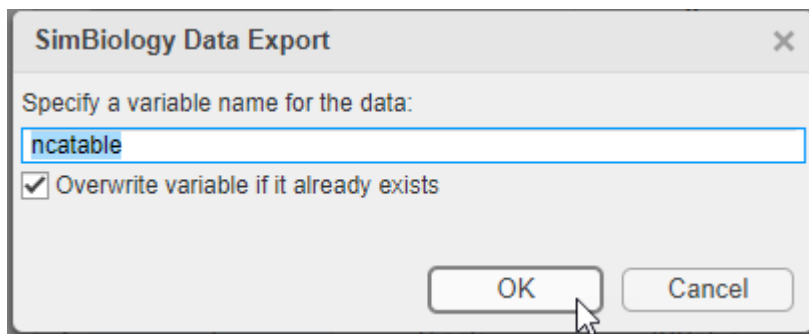 SimBiology Data Export
Specify a variable name for the data:
ncatable
Overwrite variable if it already exists
OK
Cancel